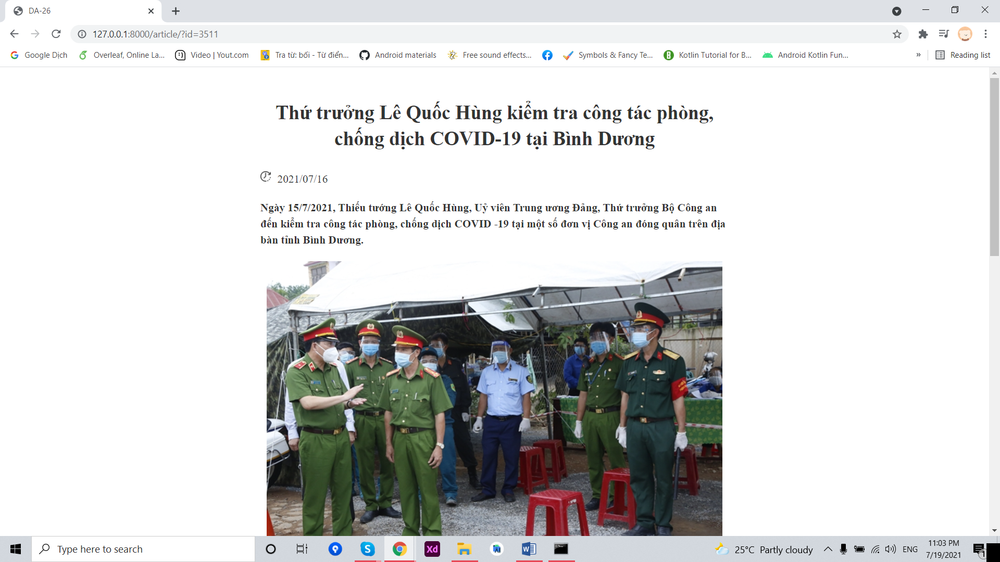 DA-26
127.0.0.1:8000/article/?id=3511
Google Dịch
Overleaf, Online La...
Video | Yout.com
Tra từ: bối - Từ điển...
Android materials
Free sound effects...
Symbols & Fancy Te...
Kotlin Tutorial for B...
Android Kotlin Fun...
»
Reading list
Thứ trưởng Lê Quốc Hùng kiểm tra công tác phòng,
chống dịch COVID-19 tại Bình Dương
2021/07/16
Ngày 15/7/2021, Thiếu tướng Lê Quốc Hùng, Uỷ viên Trung ương Đảng, Thứ trưởng Bộ Công an
đến kiểm tra công tác phòng, chống dịch COVID -19 tại một số đơn vị Công an đóng quân trên địa
bàn tỉnh Bình Dương.
Type here to search
Xd
25°C Partly cloudy
ENG
11:03 PM
7/19/2021
1